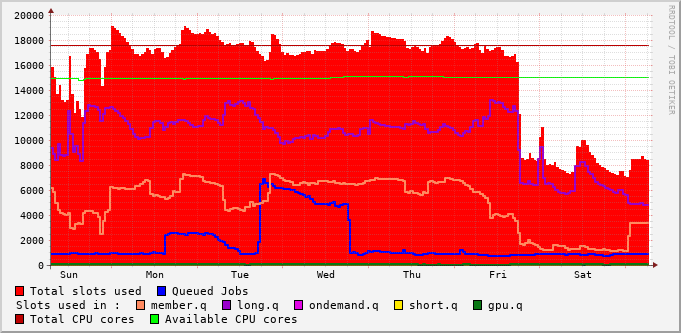 20000
18000
16000
14000
12000
10000
8000
6000
4000
2000
0
Sun Mon Tue Wed Thu Fri Sat
RRDTOOL / TOBI OETIKER
Total slots used Queued Jobs
Slots used in : member.q long.q ondemand.q short.q gpu.q
Total CPU cores Available CPU cores